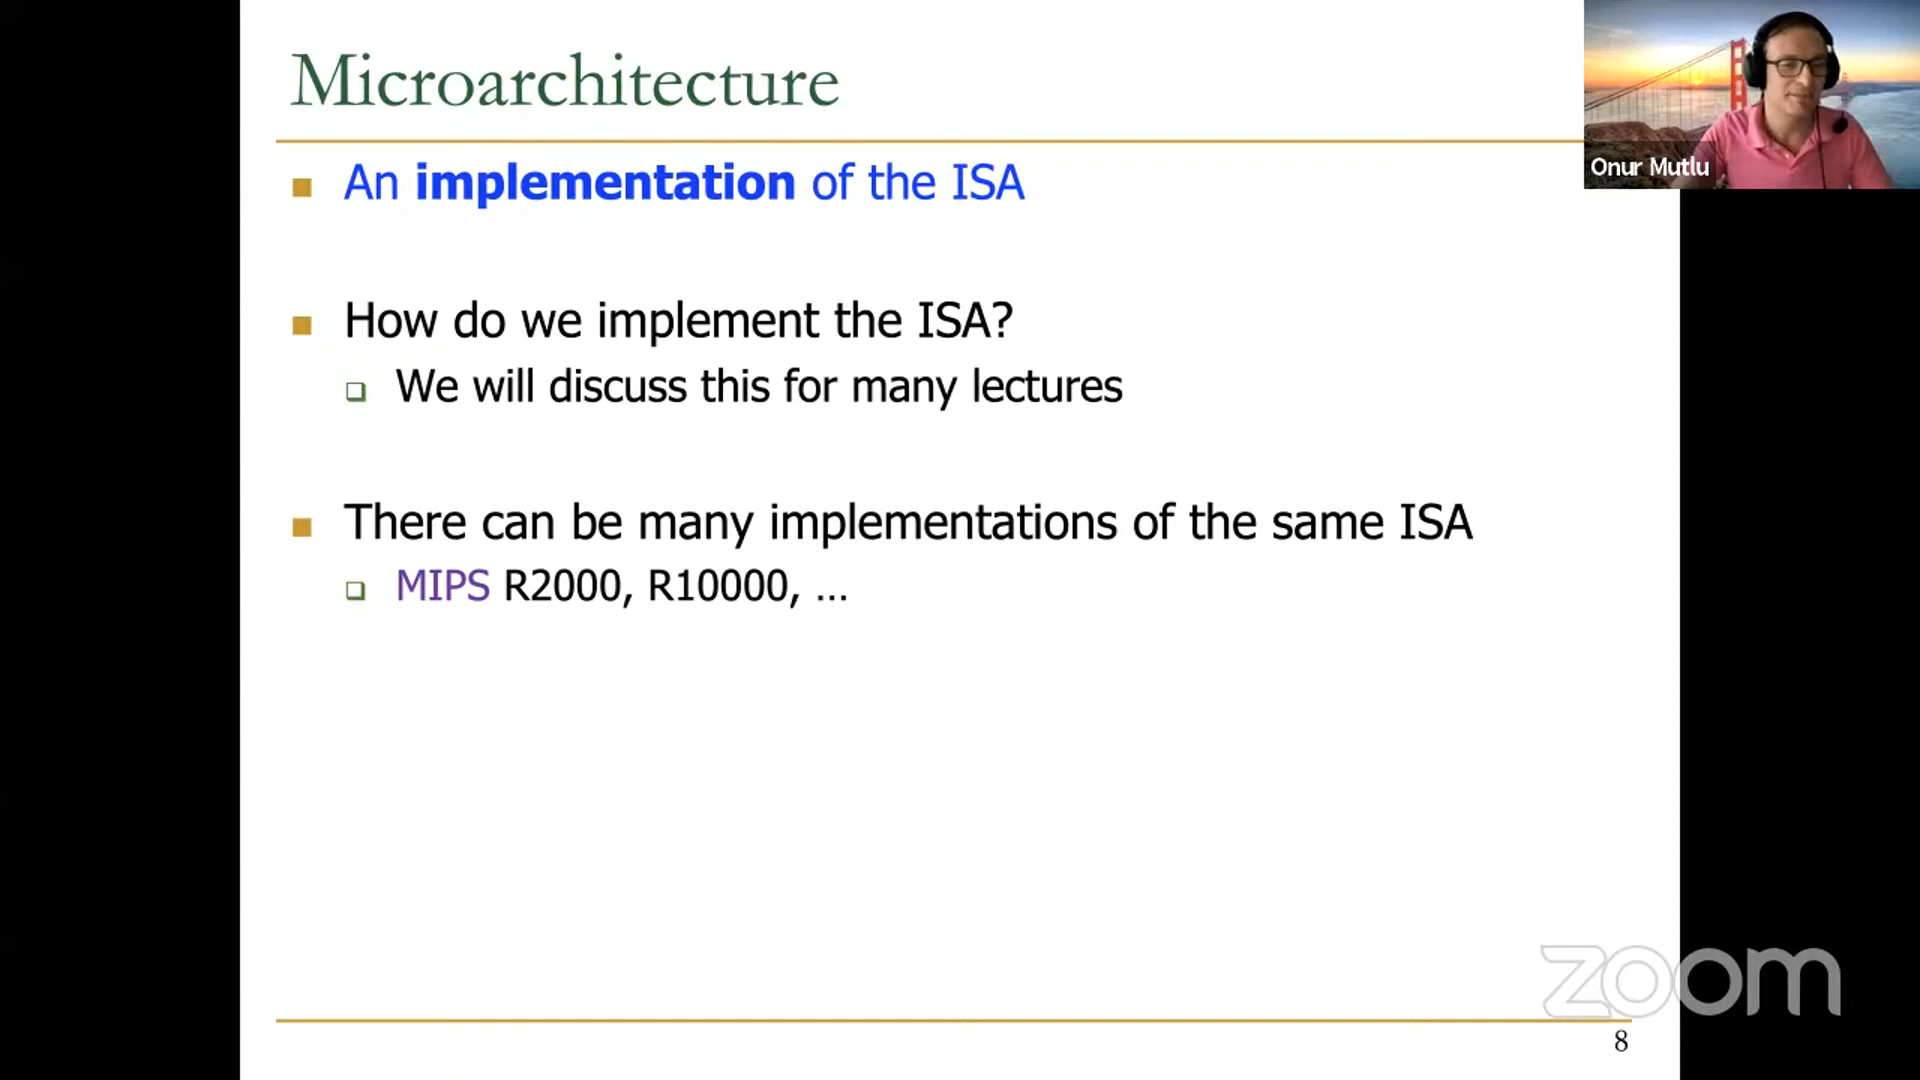 Microarchitecture
Onur Mutlu
An implementation of the ISA
How do we implement the ISA?
We will discuss this for many lectures
There can be many implementations of the same ISA
MIPS R2000, R10000, ...
zoom
8